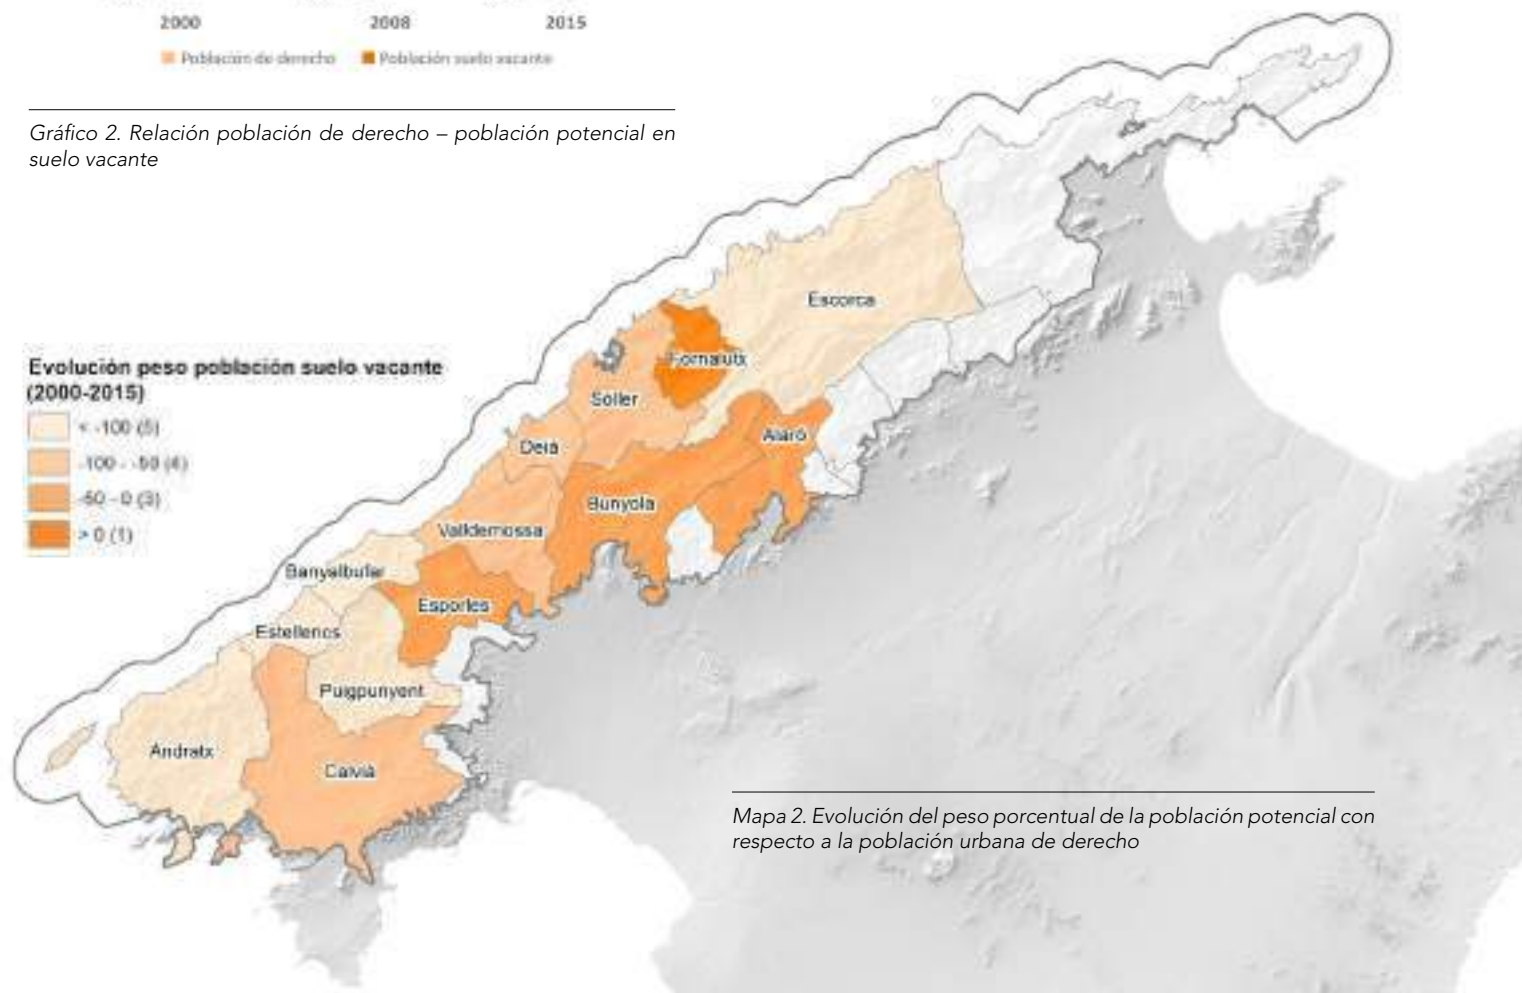 2000 2008 2015
Población de derecho Población suelo vacante
Gráfico 2. Relación población de derecho – población potencial en
suelo vacante
Evolución peso población suelo vacante
(2000-2015)
< -100 (5)
-100 - -50 (4)
-50 - 0 (3)
> 0 (1)
Escorca
Fornalutx
Sóller
Deià
Alaró
Bunyola
Valldemossa
Banyalbufar
Esporles
Estellencs
Puigpunyent
Andratx
Calvià
Mapa 2. Evolución del peso porcentual de la población potencial con
respecto a la población urbana de derecho